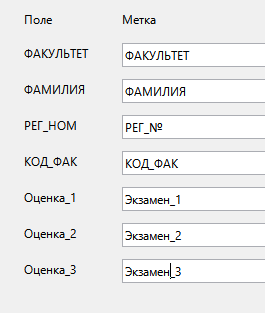 Поле Метка
ФАКУЛЬТЕТ ФАКУЛЬТЕТ
ФАМИЛИЯ ФАМИЛИЯ
РЕГ_НОМ РЕГ_№
КОД_ФАК КОД_ФАК
Оценка_1 Экзамен_1
Оценка_2 Экзамен_2
Оценка_3 Экзамен_3